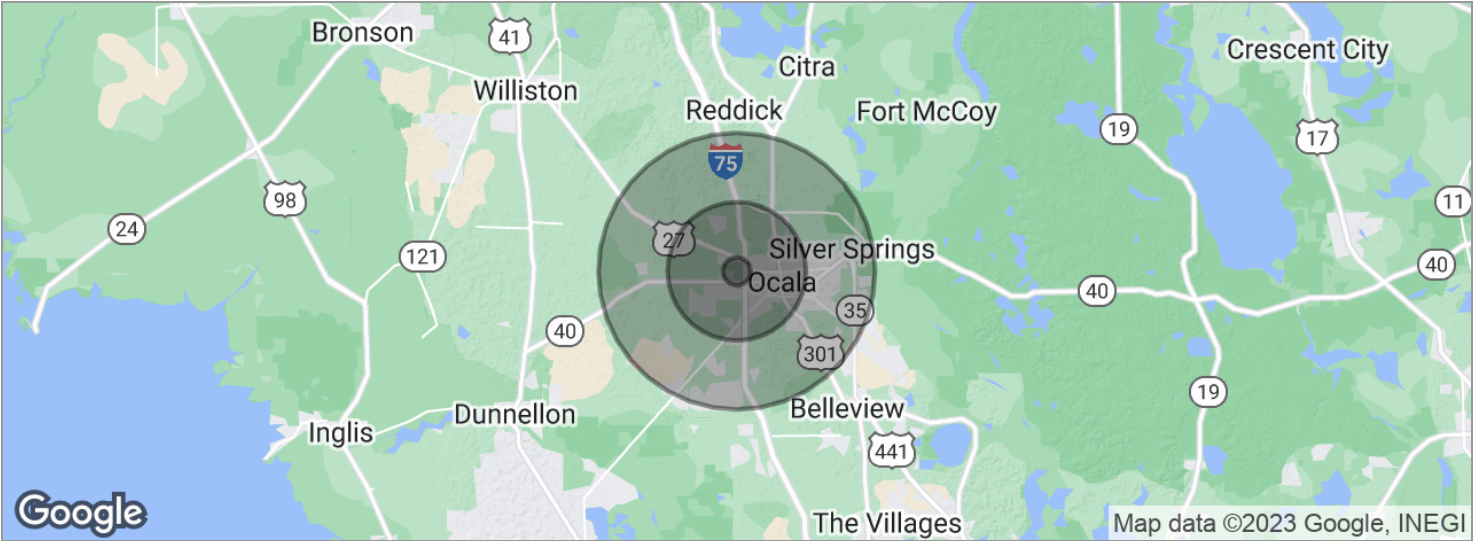 Bronson
41
Crescent City
Citra
Williston
Reddick
Fort McCoy
19
17
75
98
11
24
27
Silver Springs
121
40
Ocala
40
35
40
301
19
Dunnellon
Belleview
Inglis
441
Google
The Villages
Map data ©2023 Google, INEGI